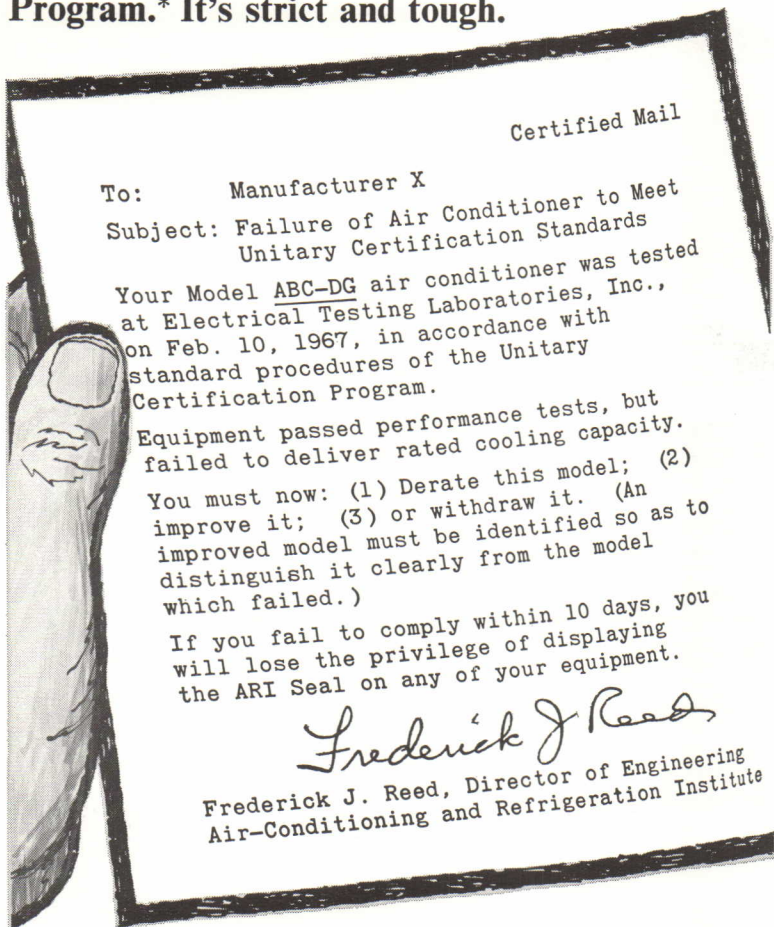 Program.* It's strict and tough.
Certified Mail
To: Manufacturer X
Subject: Failure of Air Conditioner to Meet
Unitary Certification Standards
Your Model ABC-DG air conditioner was tested
at Electrical Testing Laboratories, Inc.,
on Feb. 10, 1967, in accordance with
standard procedures of the Unitary
Certification Program.
Equipment passed performance tests, but
failed to deliver rated cooling capacity.
You must now: (1) Derate this model; (2)
improve it; (3) or withdraw it. (An
improved model must be identified so as to
distinguish it clearly from the model
which failed.)
If you fail to comply within 10 days, you
will lose the privilege of displaying
the ARI Seal on any of your equipment.
Frederick J Reed
Frederick J. Reed, Director of Engineering
Air-Conditioning and Refrigeration Institute